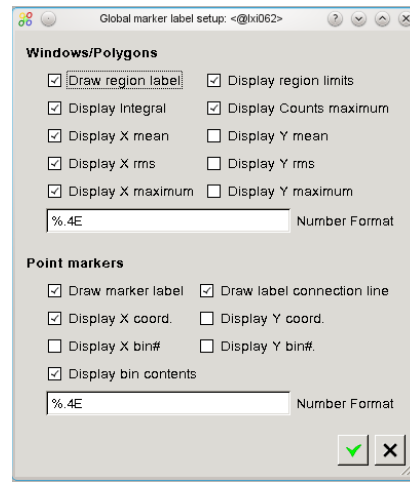 Global marker label setup: <@lxi062>
Windows/Polygons
Draw region label Display region limits
Display Integral Display Counts maximum
Display X mean Display Y mean
Display X rms Display Y rms
Display X maximum Display Y maximum
%.4E Number Format
Point markers
Draw marker label Draw label connection line
Display X coord. Display Y coord.
Display X bin# Display Y bin#.
Display bin contents
%.4E Number Format